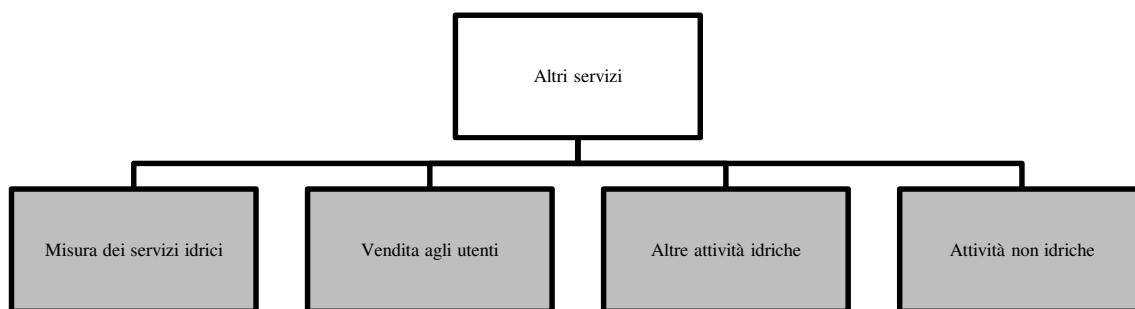 Altri servizi
Misura dei servizi idrici
Vendita agli utenti
Altre attività idriche
Attività non idriche